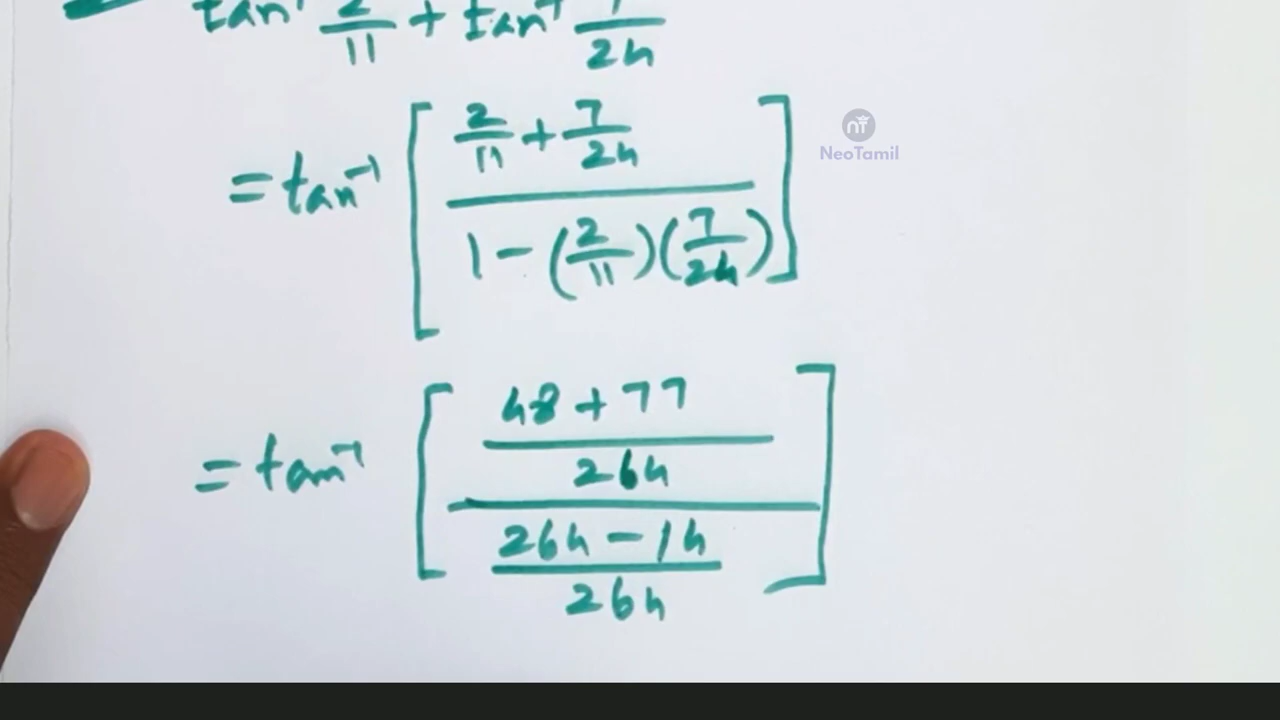 tan⁻¹ 2/11 + tan⁻¹ 7/24
= tan⁻¹ [ (2/11 + 7/24) / (1 - (2/11)(7/24)) ]
NeoTamil
= tan⁻¹ [ ((48 + 77)/264) / ((264 - 14)/264) ]